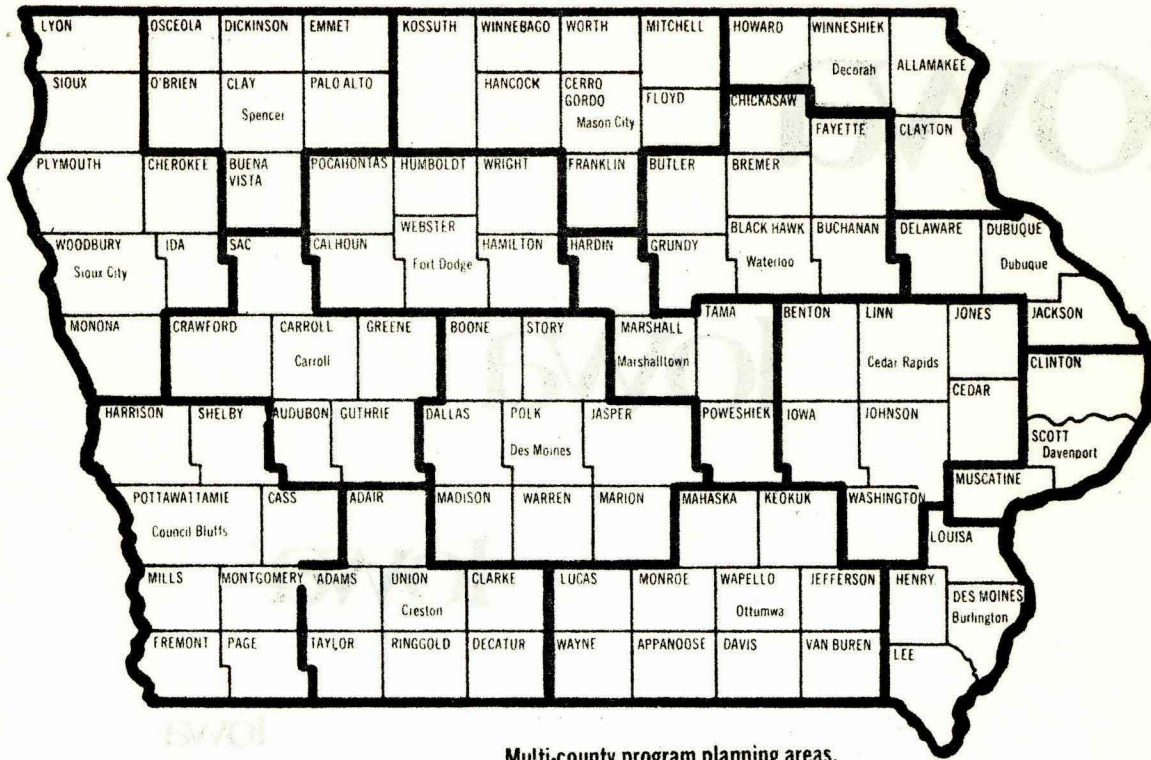 LYON OSCEOLA DICKINSON EMMET KOSSUTH WINNEBAGO WORTH MITCHELL HOWARD WINNESHIEK
Decorah ALLAMAKEE
SIOUX O'BRIEN CLAY PALO ALTO HANCOCK CERRO
GORDO FLOYD CHICKASAW
Spencer Mason City
FAYETTE CLAYTON
PLYMOUTH CHEROKEE BUENA
VISTA POCAHONTAS HUMBOLDT WRIGHT FRANKLIN BUTLER BREMER
WEBSTER BLACK HAWK BUCHANAN DELAWARE DUBUQUE
WOODBURY IDA SAC CALHOUN HAMILTON HARDIN GRUNDY
Sioux City Fort Dodge Waterloo Dubuque
MONONA CRAWFORD CARROLL GREENE BOONE STORY MARSHALL TAMA BENTON LINN JONES JACKSON
Carroll Marshalltown Cedar Rapids CLINTON
CEDAR
HARRISON SHELBY AUDUBON GUTHRIE DALLAS POLK JASPER POWESHIEK IOWA JOHNSON
SCOTT
Des Moines Davenport
MUSCATINE
POTTAWATTAMIE CASS ADAIR MADISON WARREN MARION MAHASKA KEOKUK WASHINGTON
Council Bluffs LOUISA
MILLS MONTGOMERY ADAMS UNION CLARKE LUCAS MONROE WAPELLO JEFFERSON HENRY
DES MOINES
Creston Ottumwa Burlington
FREMONT PAGE TAYLOR RINGGOLD DECATUR WAYNE APPANOOSE DAVIS VAN BUREN LEE
Multi-county program planning areas.